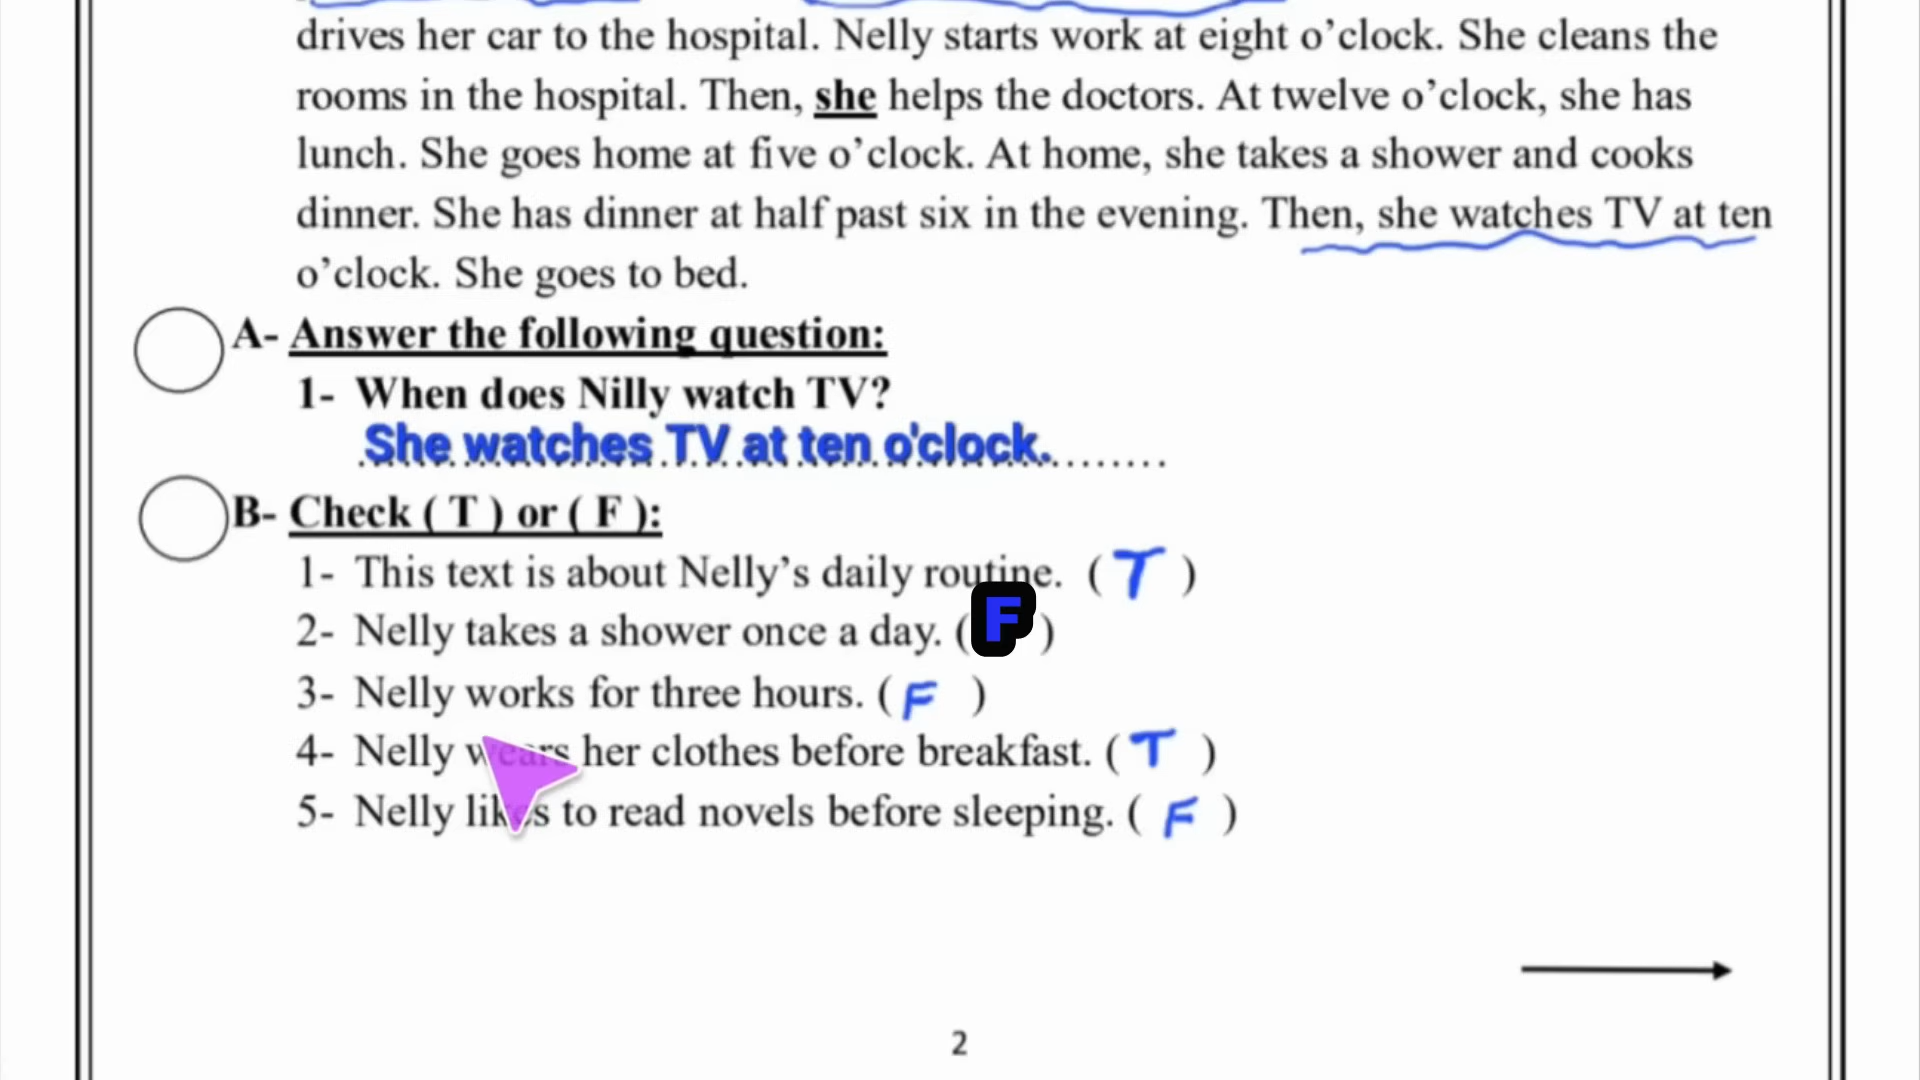 drives her car to the hospital. Nelly starts work at eight o’clock. She cleans the
rooms in the hospital. Then, she helps the doctors. At twelve o’clock, she has
lunch. She goes home at five o’clock. At home, she takes a shower and cooks
dinner. She has dinner at half past six in the evening. Then, she watches TV at ten
o’clock. She goes to bed.
A- Answer the following question:
1- When does Nilly watch TV?
She watches TV at ten o'clock.
B- Check ( T ) or ( F ):
1- This text is about Nelly’s daily routine. ( T )
2- Nelly takes a shower once a day. ( F )
3- Nelly works for three hours. ( F )
4- Nelly wears her clothes before breakfast. ( T )
5- Nelly likes to read novels before sleeping. ( F )
2